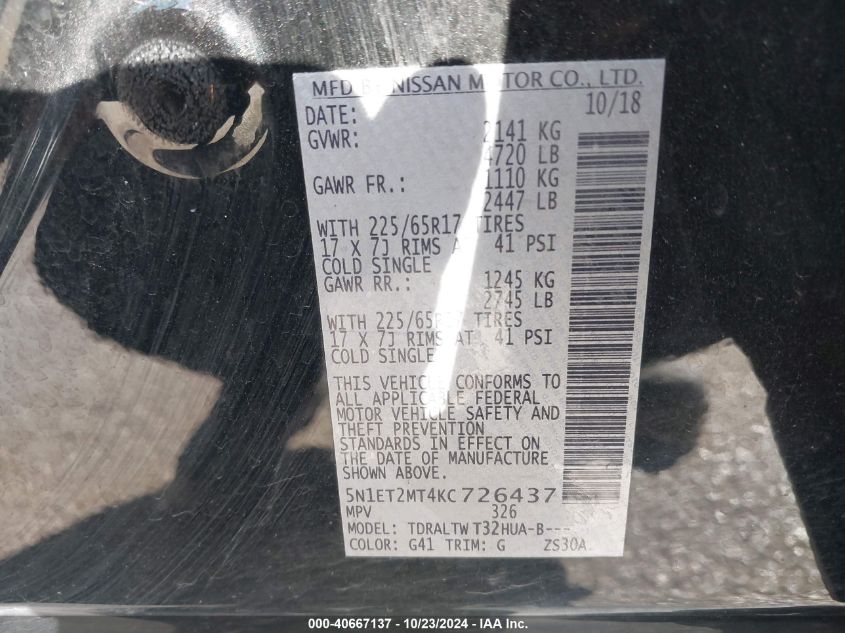 MFD BY NISSAN MOTOR CO., LTD.
DATE: 10/18
GVWR: 2141 KG
4720 LB
GAWR FR.: 1110 KG
2447 LB
WITH 225/65R17 TIRES
17 X 7J RIMS AT 41 PSI
COLD SINGLE
GAWR RR.: 1245 KG
2745 LB
WITH 225/65R17 TIRES
17 X 7J RIMS AT 41 PSI
COLD SINGLE
THIS VEHICLE CONFORMS TO
ALL APPLICABLE FEDERAL
MOTOR VEHICLE SAFETY AND
THEFT PREVENTION
STANDARDS IN EFFECT ON
THE DATE OF MANUFACTURE
SHOWN ABOVE.
5N1ET2MT4KC726437
MPV 326
MODEL: TDRALTW T32HUA-B---
COLOR: G41 TRIM: G ZS30A
000-40667137 - 10/23/2024 - IAA Inc.